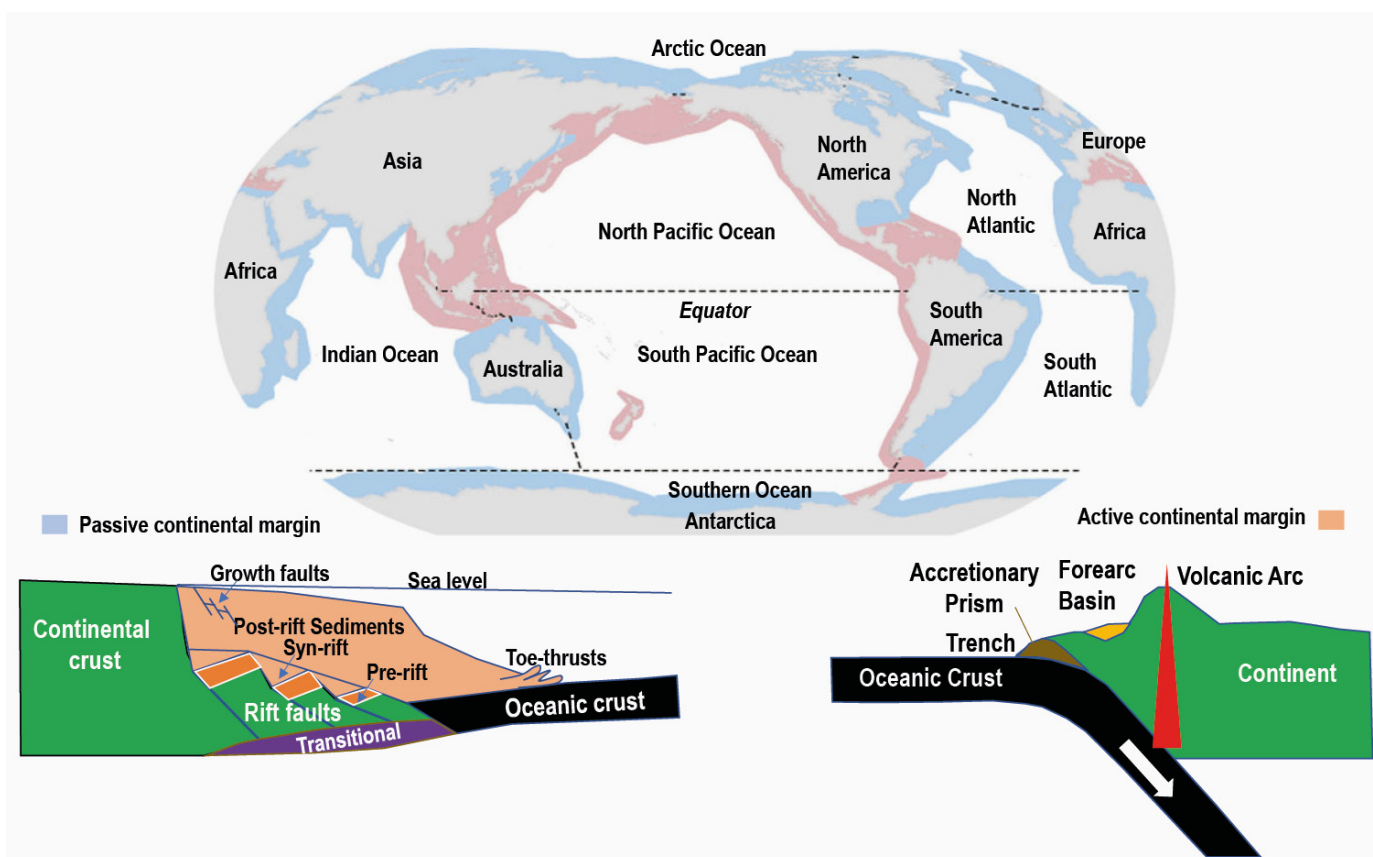 Arctic Ocean
Asia
North
America
Europe
North
Atlantic
North Pacific Ocean
Africa
Africa
Equator
South
America
Indian Ocean
South Pacific Ocean
Australia
South
Atlantic
Southern Ocean
Antarctica
Passive continental margin
Active continental margin
Growth faults
Sea level
Continental
crust
Post-rift Sediments
Syn-rift
Pre-rift
Toe-thrusts
Rift faults
Oceanic crust
Transitional
Accretionary
Prism
Forearc
Basin
Volcanic Arc
Trench
Oceanic Crust
Continent